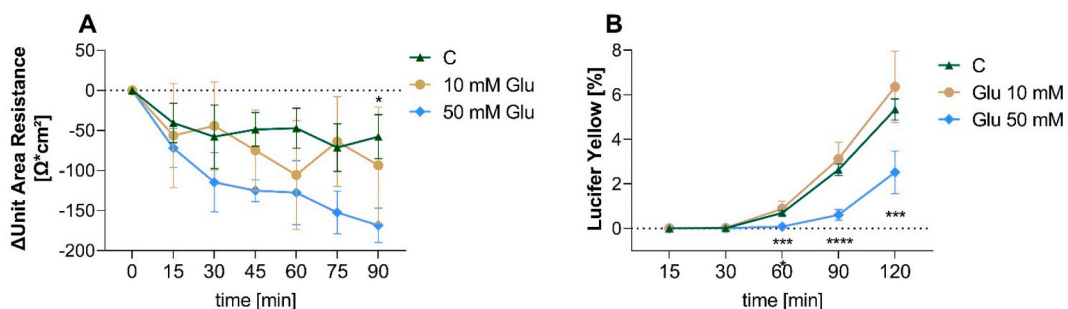 A
ΔUnit Area Resistance
[Ω*cm²]
50
0
-50
-100
-150
-200
0 15 30 45 60 75 90
time [min]
*
C
10 mM Glu
50 mM Glu
B
Lucifer Yellow [%]
8
6
4
2
0
15 30 60 90 120
time [min]
***
*
****
***
C
Glu 10 mM
Glu 50 mM